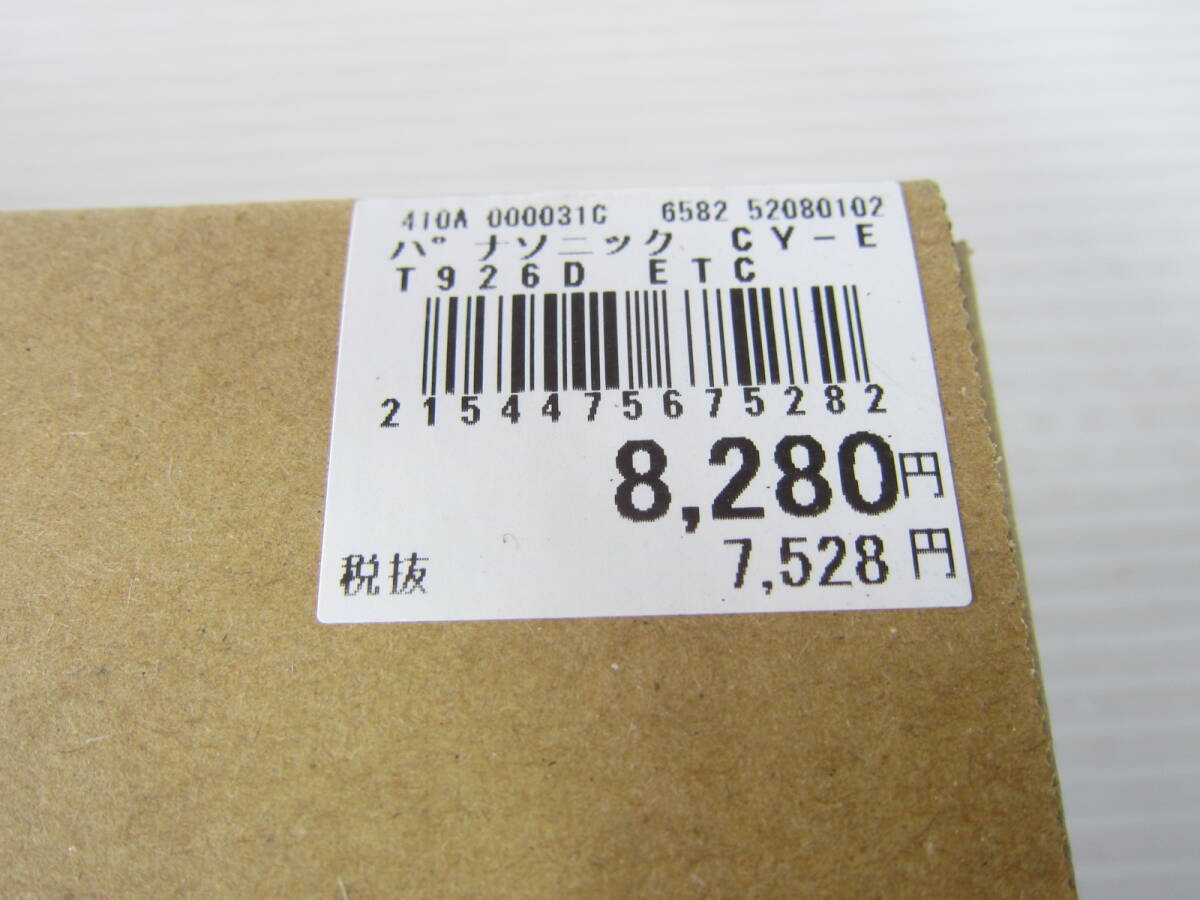 410A 000031C 6582 52080102
パナソニック CY-E
T926D ETC
2154475675282
8,280円
税抜 7,528円